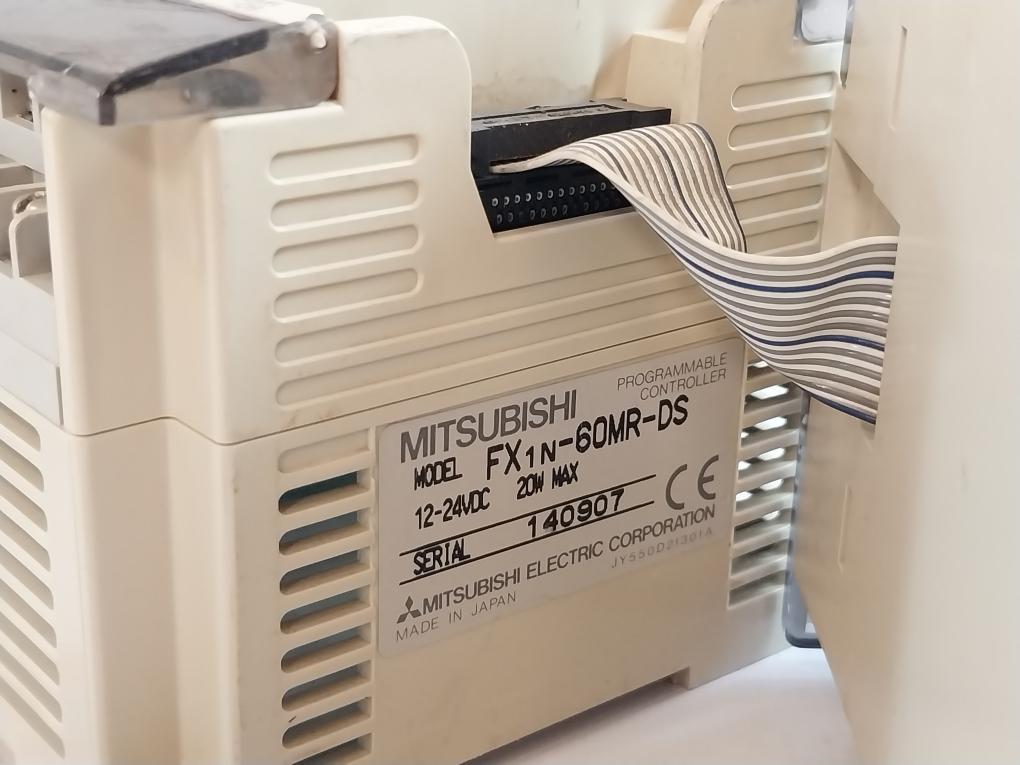 MITSUBISHI
PROGRAMMABLE
CONTROLLER
MODEL FX1N-60MR-DS
12-24VDC 20W MAX
CE
SERIAL 140907
MITSUBISHI ELECTRIC CORPORATION
MADE IN JAPAN
JY550D21301A